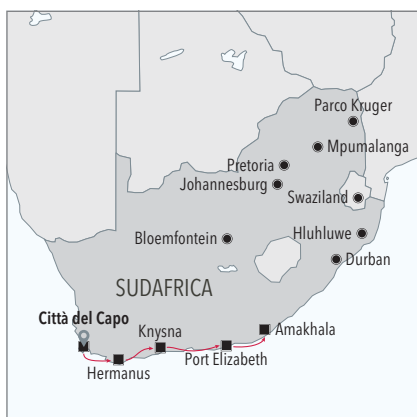 Parco Kruger
Mpumalanga
Pretoria
Johannesburg
Swaziland
Bloemfontein
Hluhluwe
Durban
SUDAFRICA
Città del Capo
Knysna
Amakhala
Hermanus
Port Elizabeth